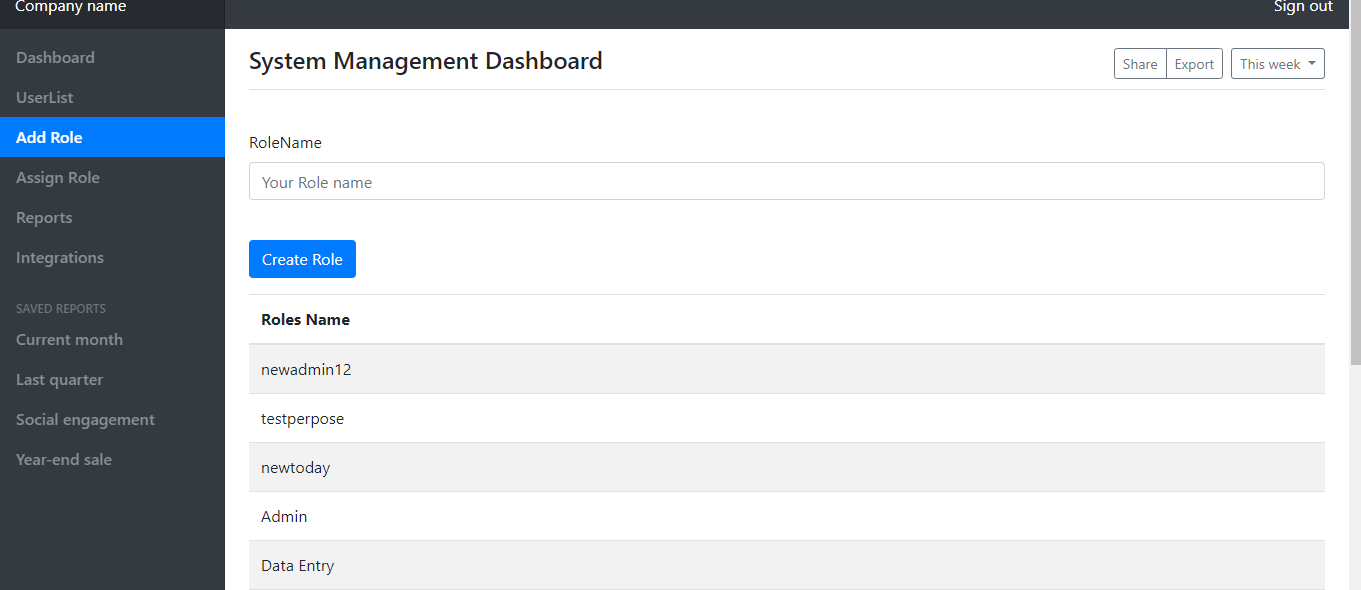 Company name
Sign out
Dashboard
UserList
Add Role
Assign Role
Reports
Integrations
SAVED REPORTS
Current month
Last quarter
Social engagement
Year-end sale
System Management Dashboard
Share
Export
This week
RoleName
Your Role name
Create Role
Roles Name
newadmin12
testperpose
newtoday
Admin
Data Entry